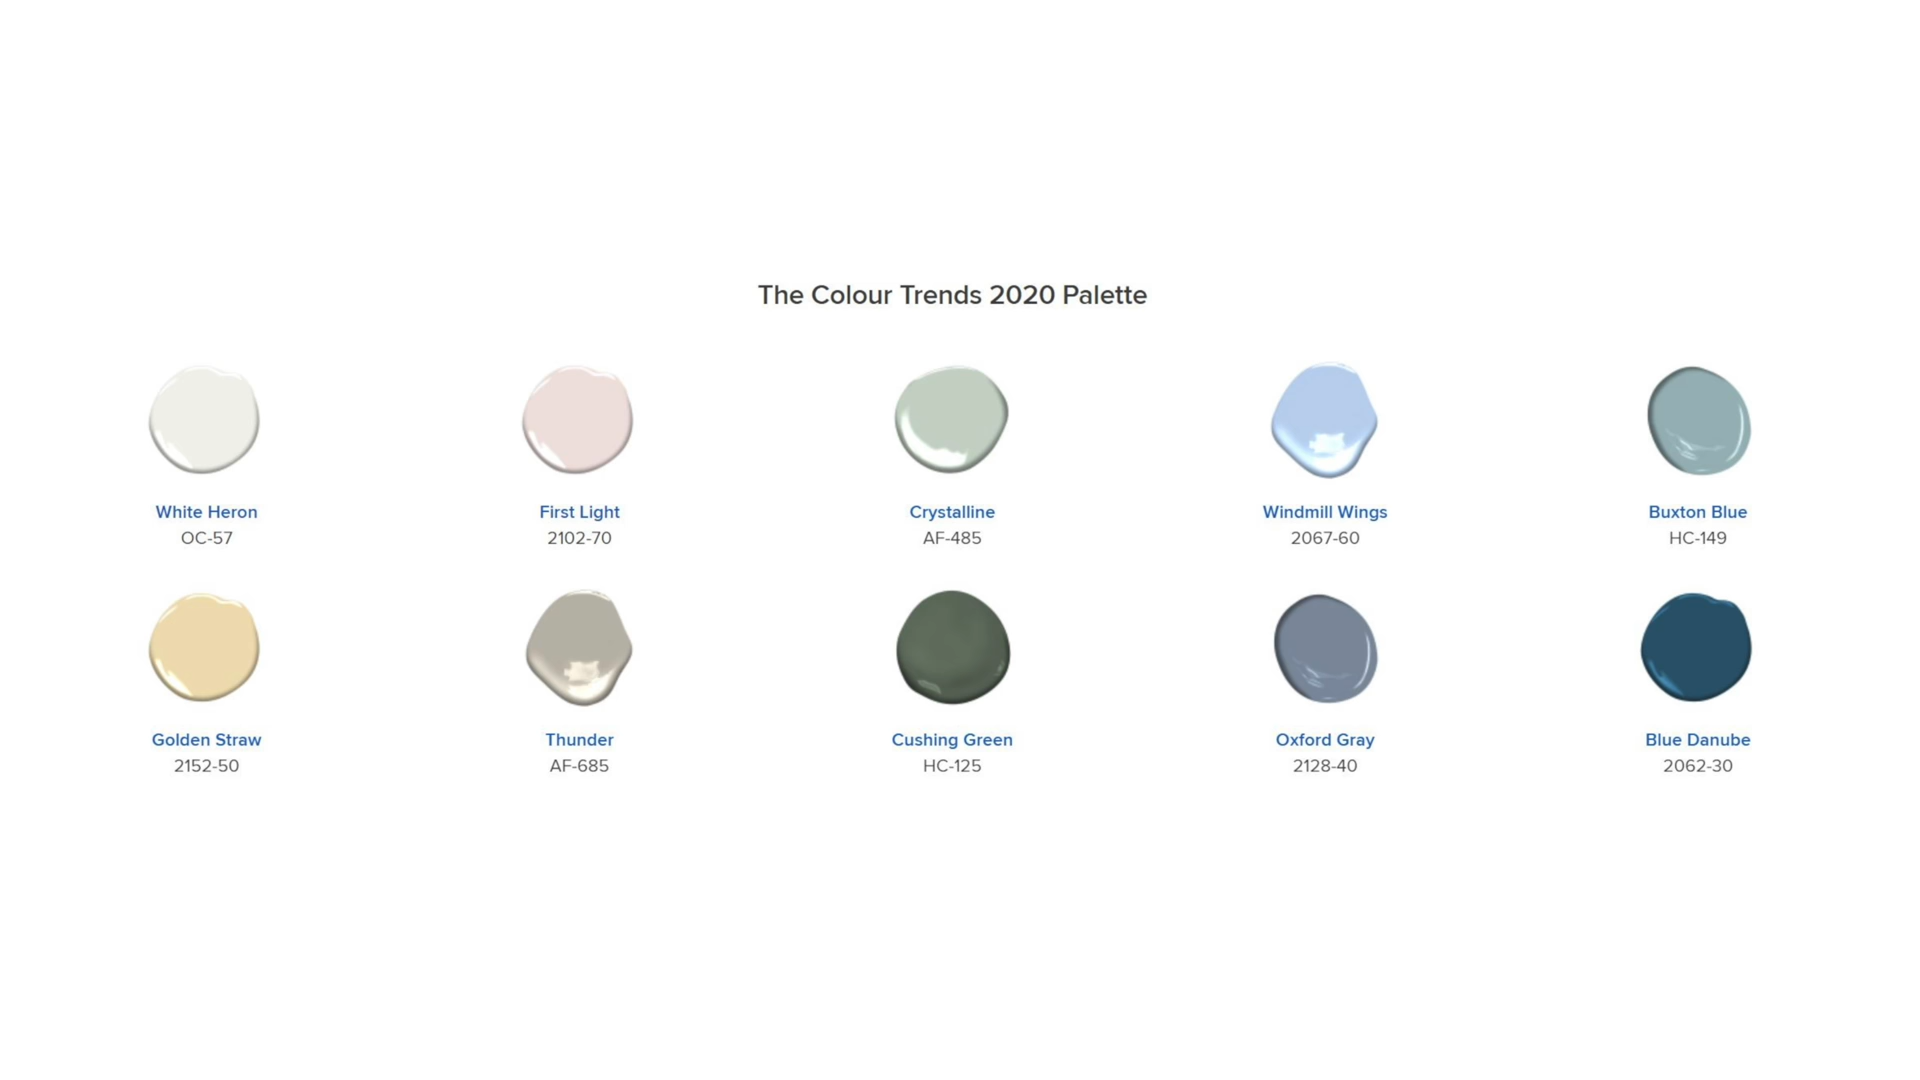 The Colour Trends 2020 Palette
White Heron
OC-57
First Light
2102-70
Crystalline
AF-485
Windmill Wings
2067-60
Buxton Blue
HC-149
Golden Straw
2152-50
Thunder
AF-685
Cushing Green
HC-125
Oxford Gray
2128-40
Blue Danube
2062-30